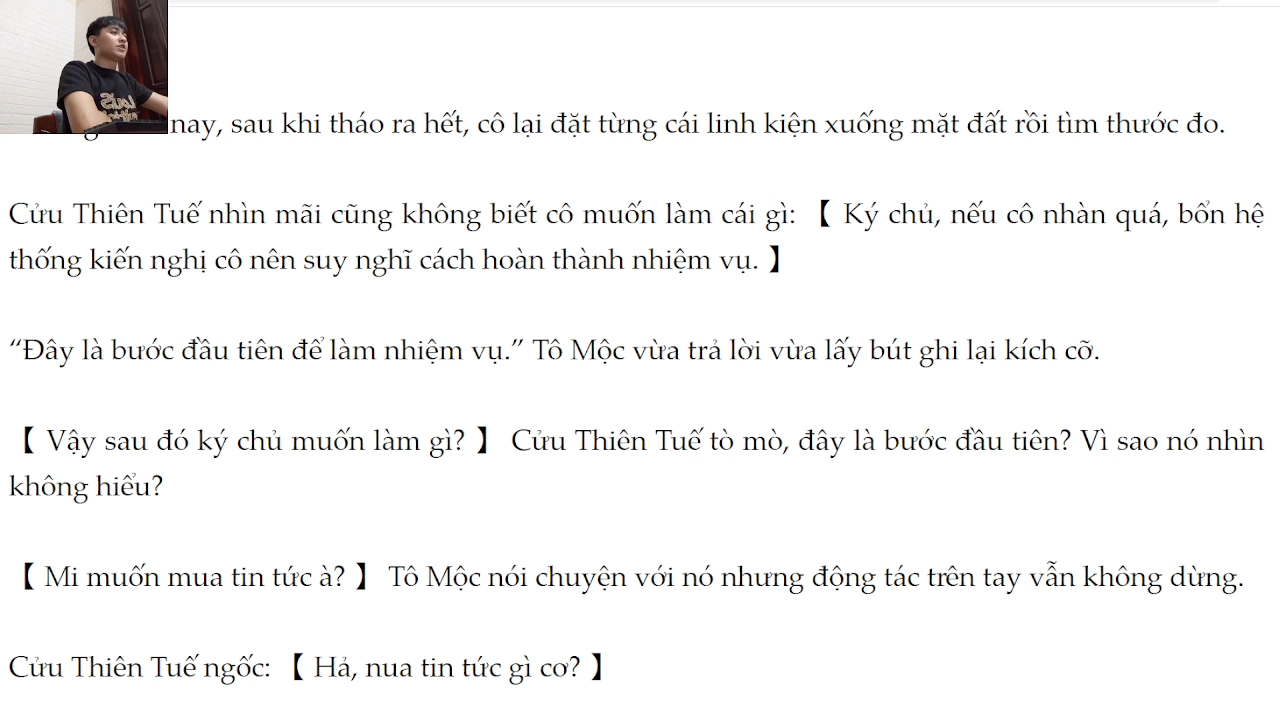 nay, sau khi tháo ra hết, cô lại đặt từng cái linh kiện xuống mặt đất rồi tìm thước đo.
Cửu Thiên Tuế nhìn mãi cũng không biết cô muốn làm cái gì: 【 Ký chủ, nếu cô nhàn quá, bổn hệ
thống kiến nghị cô nên suy nghĩ cách hoàn thành nhiệm vụ. 】
“Đây là bước đầu tiên để làm nhiệm vụ.” Tô Mộc vừa trả lời vừa lấy bút ghi lại kích cỡ.
【 Vậy sau đó ký chủ muốn làm gì? 】 Cửu Thiên Tuế tò mò, đây là bước đầu tiên? Vì sao nó nhìn
không hiểu?
【 Mi muốn mua tin tức à? 】 Tô Mộc nói chuyện với nó nhưng động tác trên tay vẫn không dừng.
Cửu Thiên Tuế ngốc: 【 Hả, nua tin tức gì cơ? 】